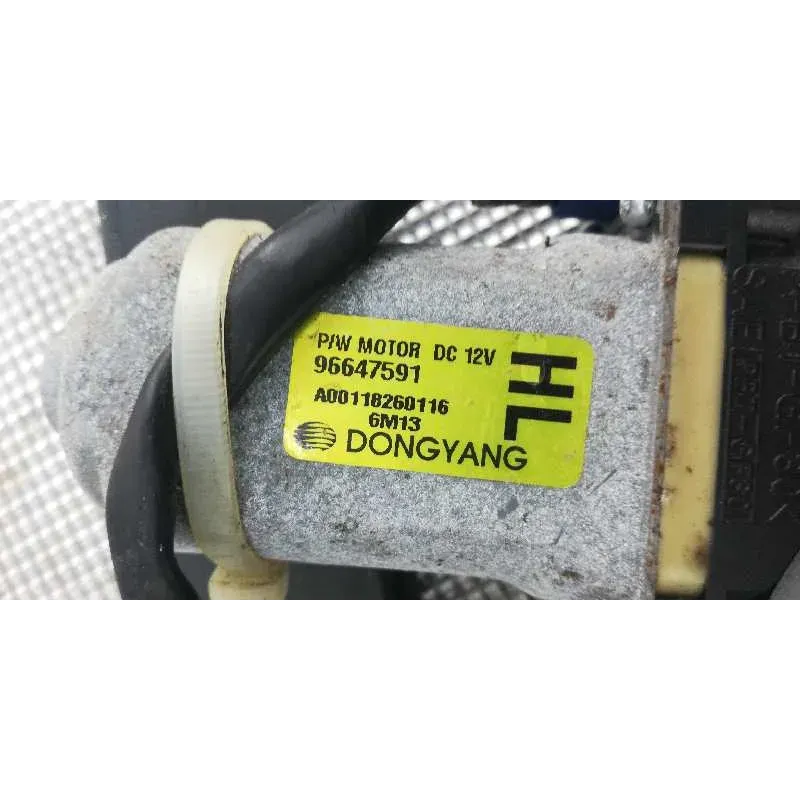 P/W MOTOR DC 12V
96647591
A00118260116
6M13
DONGYANG
HL